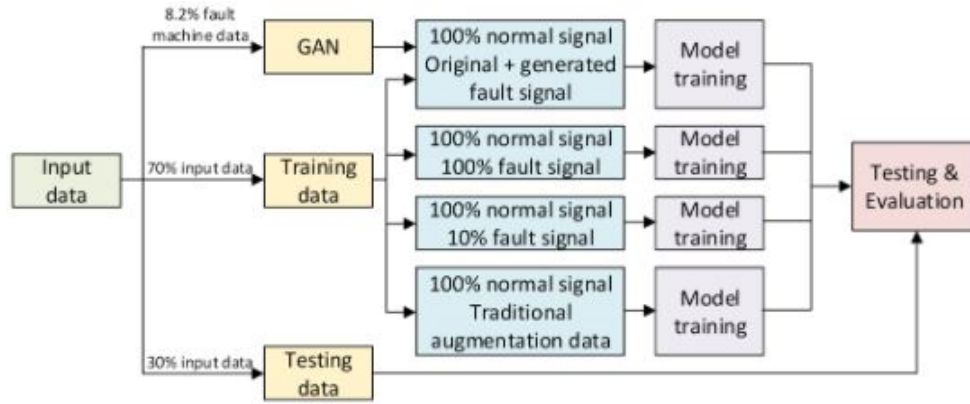 8.2% fault
machine data
GAN
100% normal signal
Original + generated
fault signal
Model
training
Input
data
70% input data
Training
data
100% normal signal
100% fault signal
Model
training
100% normal signal
10% fault signal
Model
training
100% normal signal
Traditional
augmentation data
Model
training
Testing &
Evaluation
30% input data
Testing
data